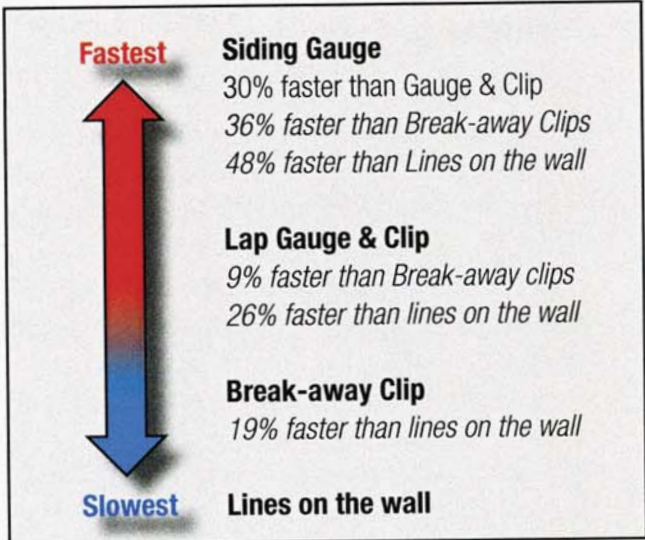 Fastest
Siding Gauge
30% faster than Gauge & Clip
36% faster than Break-away Clips
48% faster than Lines on the wall
Lap Gauge & Clip
9% faster than Break-away clips
26% faster than lines on the wall
Break-away Clip
19% faster than lines on the wall
Slowest
Lines on the wall